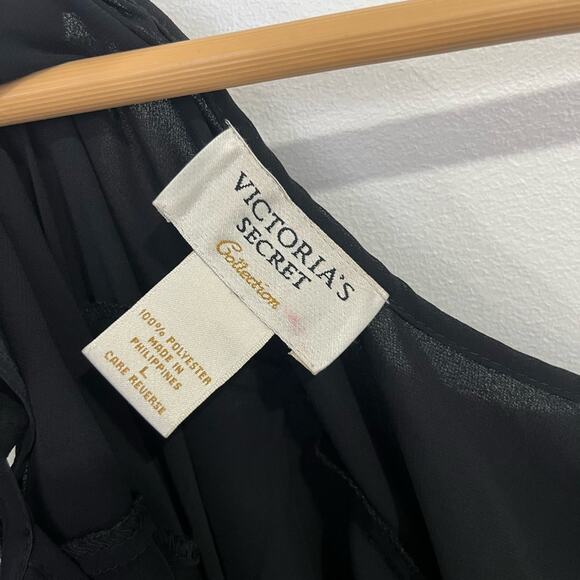 VICTORIA'S
SECRET
Collection
100% POLYESTER
MADE IN
PHILIPPINES
L
CARE REVERSE